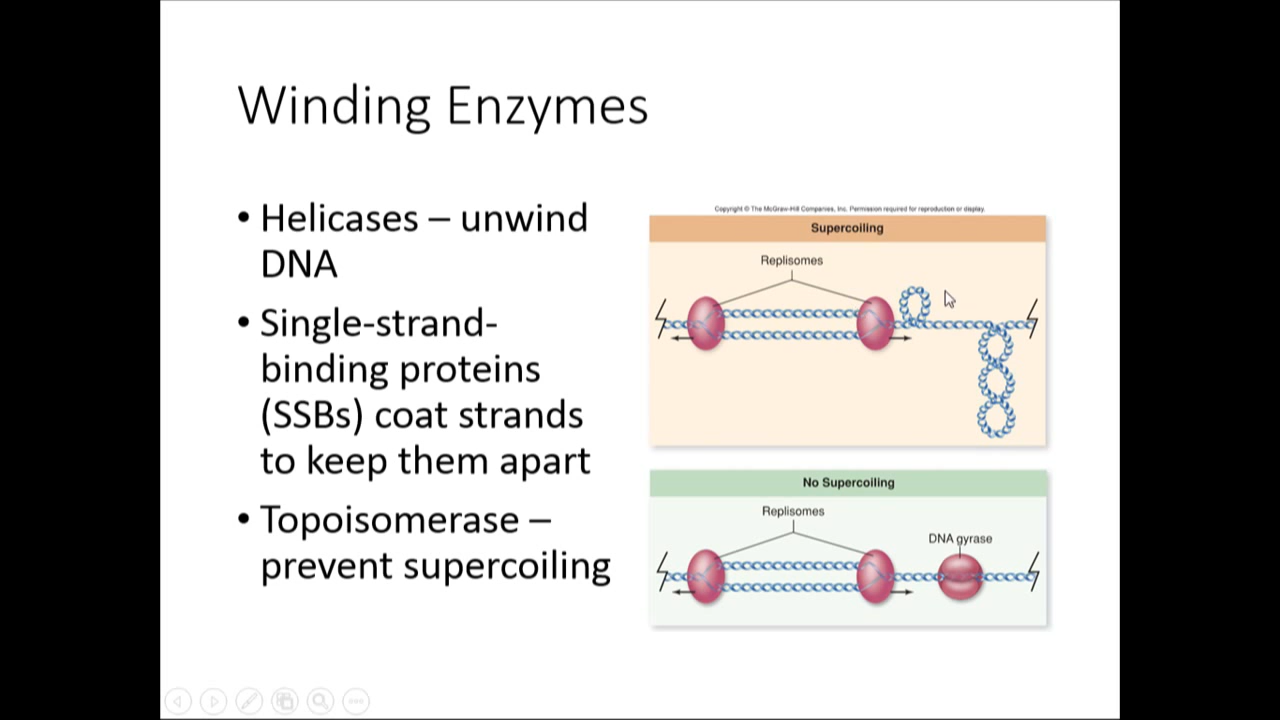 Winding Enzymes
• Helicases – unwind
DNA
• Single-strand-
binding proteins
(SSBs) coat strands
to keep them apart
• Topoisomerase –
prevent supercoiling
Copyright © The McGraw-Hill Companies, Inc. Permission required for reproduction or display.
Supercoiling
Replisomes
No Supercoiling
Replisomes
DNA gyrase